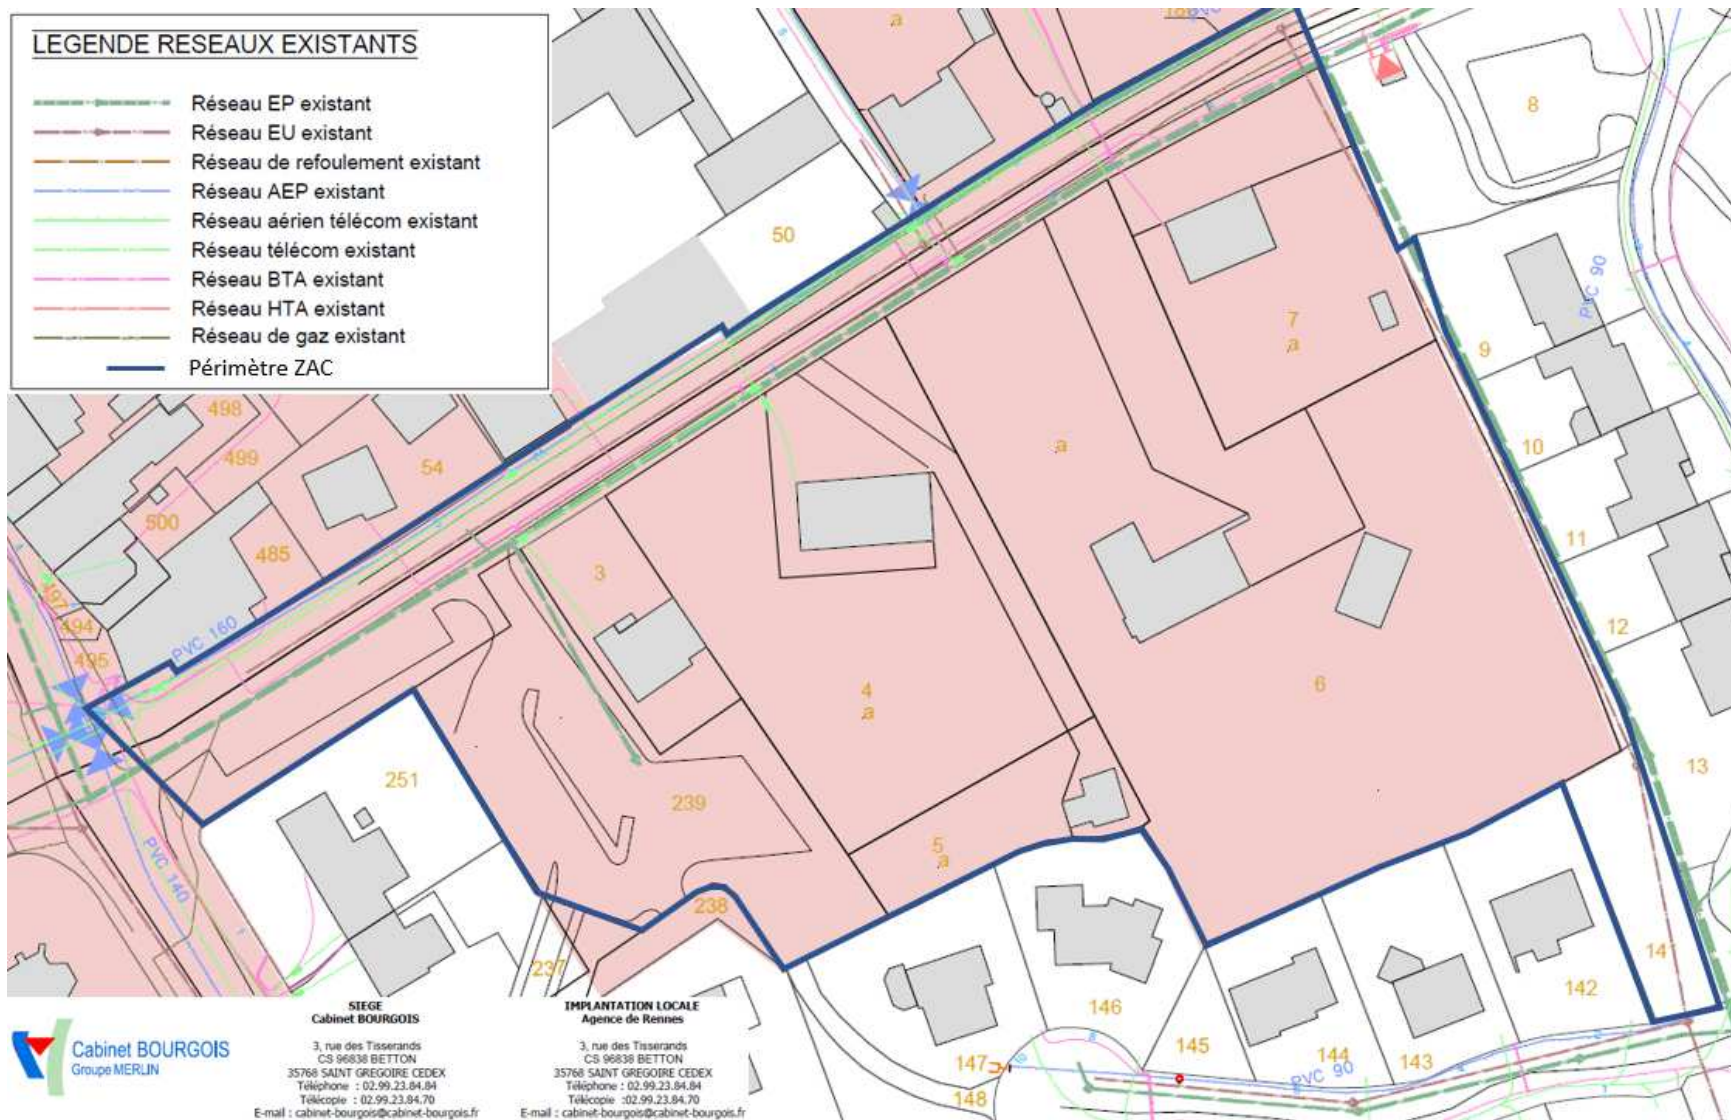 LEGENDE RESEAUX EXISTANTS
Réseau EP existant
Réseau EU existant
Réseau de refoulement existant
Réseau AEP existant
Réseau aérien télécom existant
Réseau télécom existant
Réseau BTA existant
Réseau HTA existant
Réseau de gaz existant
Périmètre ZAC
a
8
50
PVC 90
7
a
9
498
499
54
a
10
500
485
3
11
497
494
495
PVC 160
12
4
a
6
13
251
239
5
a
PVC 140
238
237
141
142
146
145
144
143
147
148
PVC 90
Cabinet BOURGOIS
Groupe MERLIN
SIEGE
Cabinet BOURGOIS
3, rue des Tisserands
CS 96838 BETTON
35768 SAINT GREGOIRE CEDEX
Téléphone : 02.99.23.84.84
Télécopie : 02.99.23.84.70
E-mail : cabinet-bourgois@cabinet-bourgois.fr
IMPLANTATION LOCALE
Agence de Rennes
3, rue des Tisserands
CS 96838 BETTON
35768 SAINT GREGOIRE CEDEX
Téléphone : 02.99.23.84.84
Télécopie :02.99.23.84.70
E-mail : cabinet-bourgois@cabinet-bourgois.fr